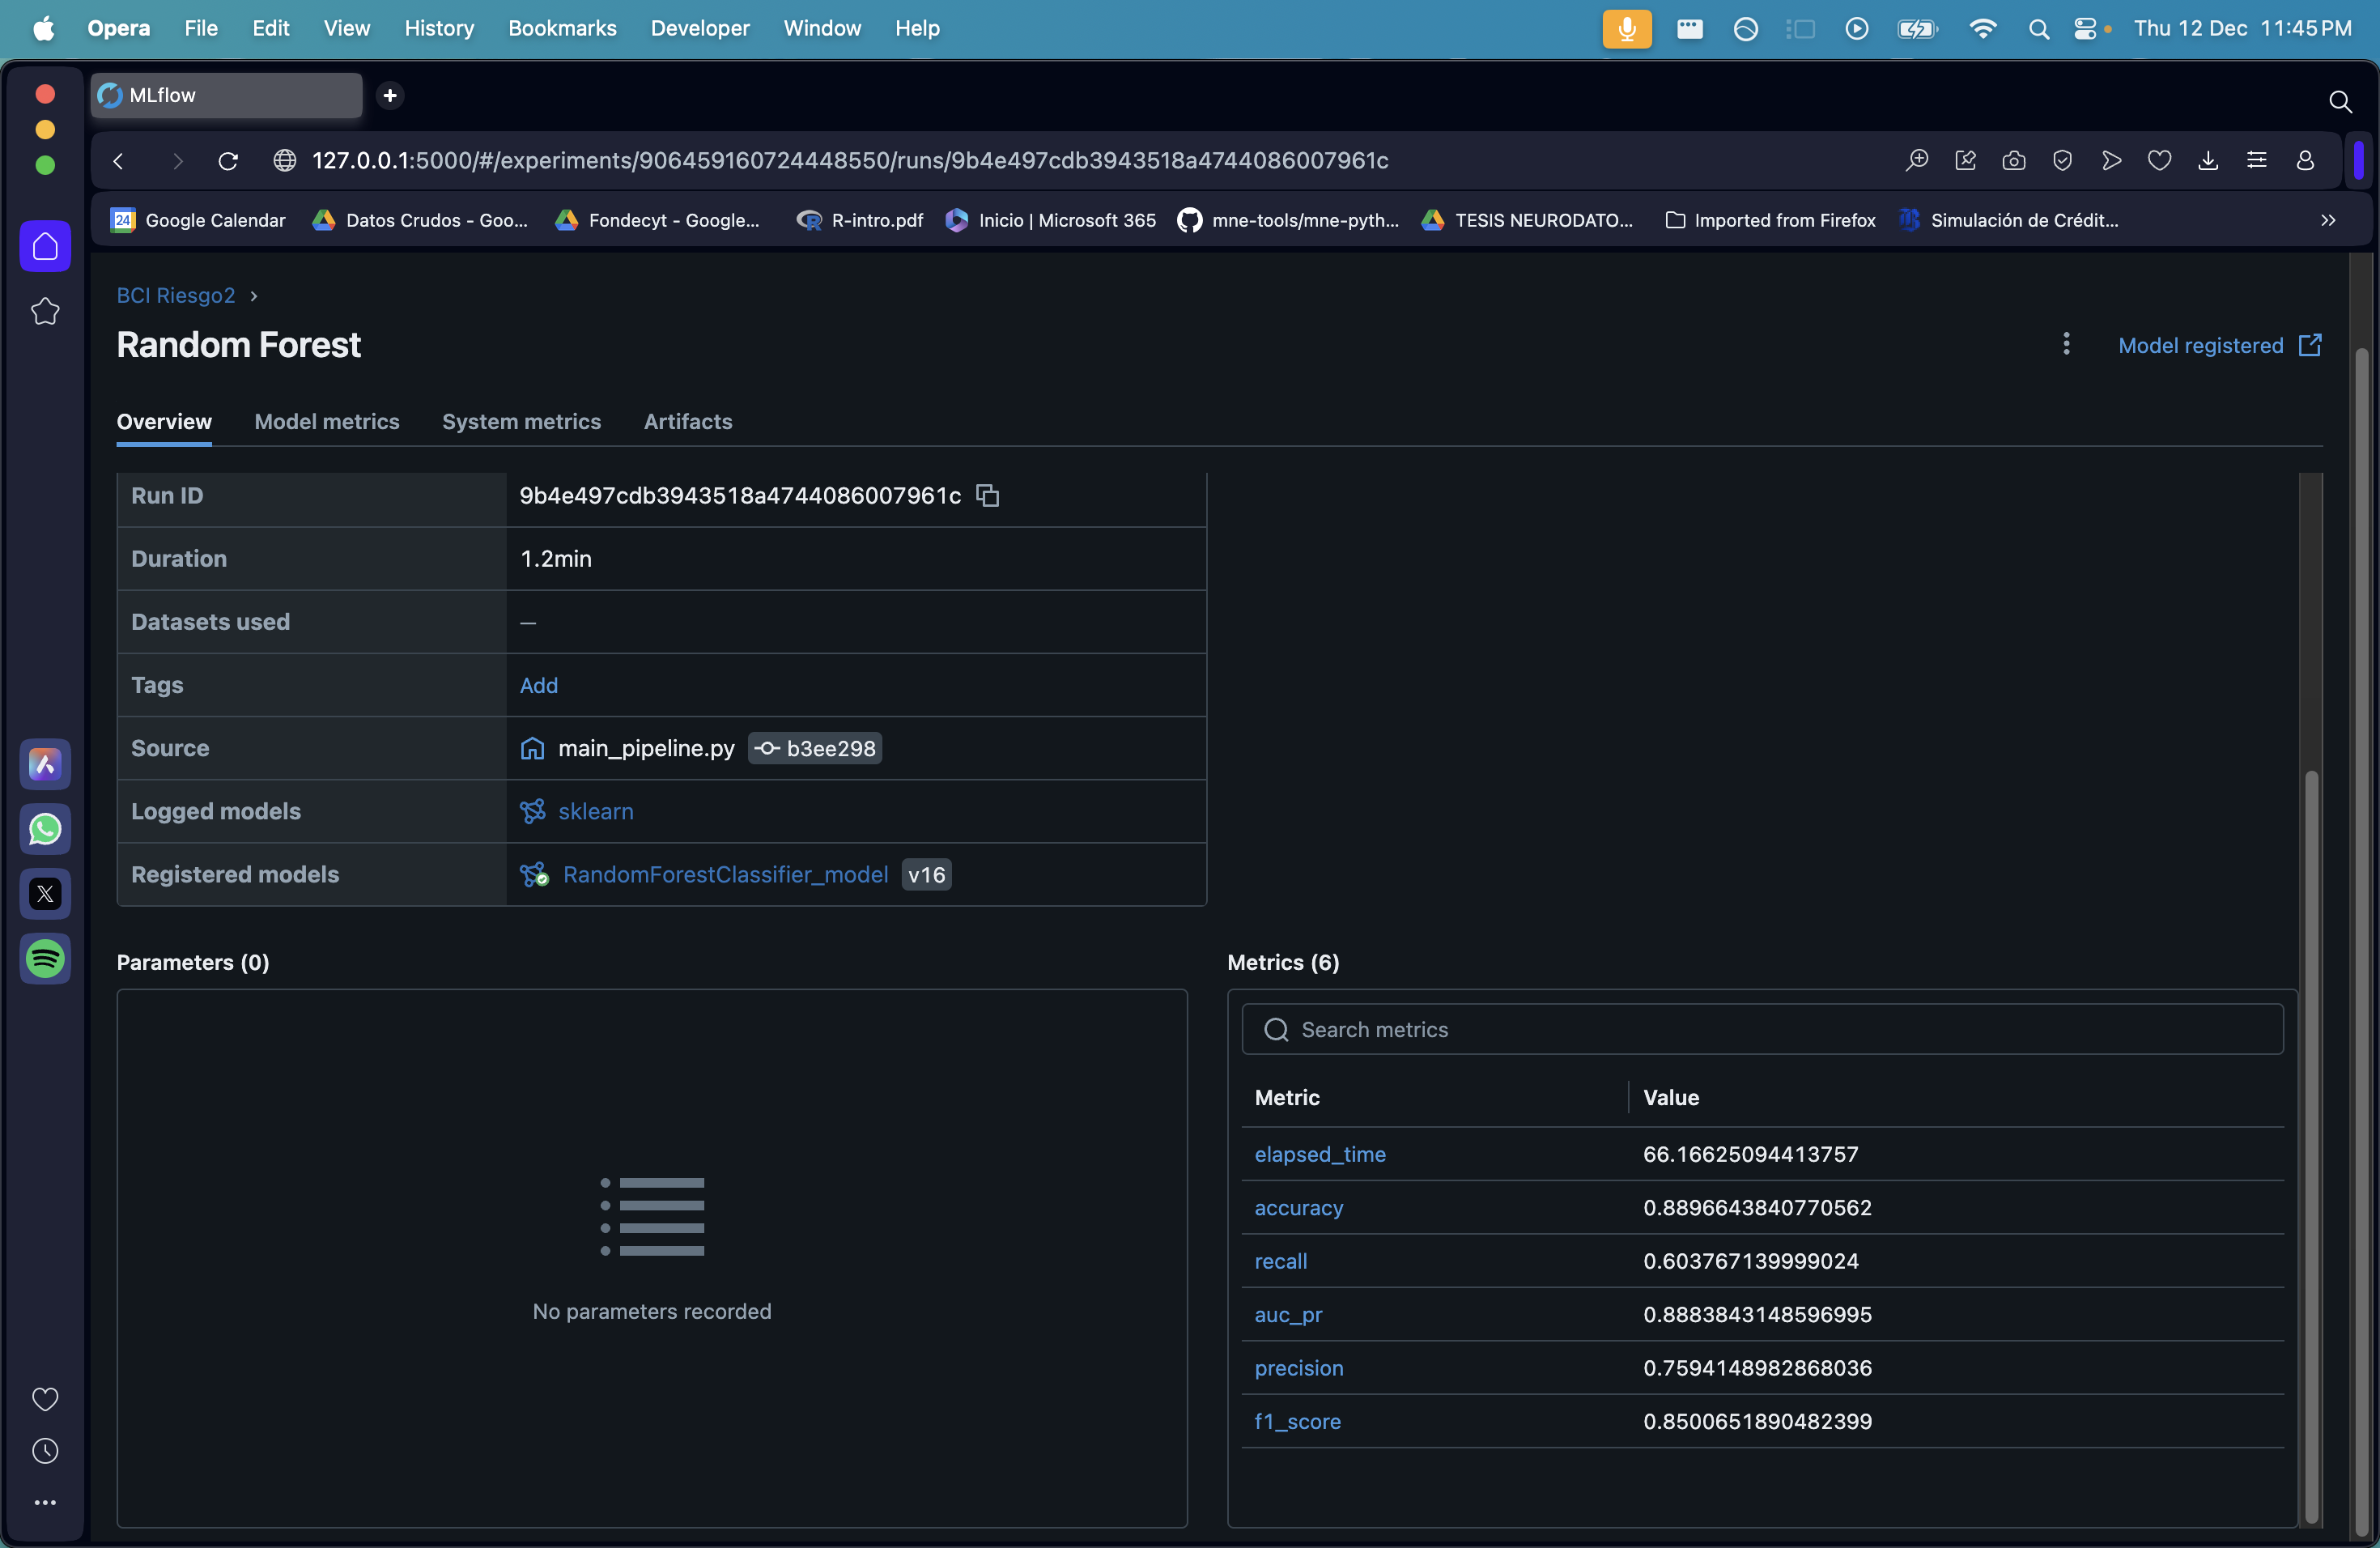 Opera File Edit View History Bookmarks Developer Window Help Thu 12 Dec 11:45 PM
MLflow
127.0.0.1:5000/#/experiments/906459160724448550/runs/9b4e497cdb3943518a4744086007961c
24 Google Calendar Datos Crudos - Goo... Fondecyt - Google... R-intro.pdf Inicio | Microsoft 365 mne-tools/mne-pyth... TESIS NEURODATO... Imported from Firefox Simulación de Crédit...
BCI Riesgo2
Random Forest
Model registered
Overview Model metrics System metrics Artifacts
Run ID 9b4e497cdb3943518a4744086007961c
Duration 1.2min
Datasets used —
Tags Add
Source main_pipeline.py b3ee298
Logged models sklearn
Registered models RandomForestClassifier_model v16
Parameters (0)
No parameters recorded
Metrics (6)
Search metrics
Metric Value
elapsed_time 66.16625094413757
accuracy 0.8896643840770562
recall 0.603767139999024
auc_pr 0.8883843148596995
precision 0.7594148982868036
f1_score 0.8500651890482399